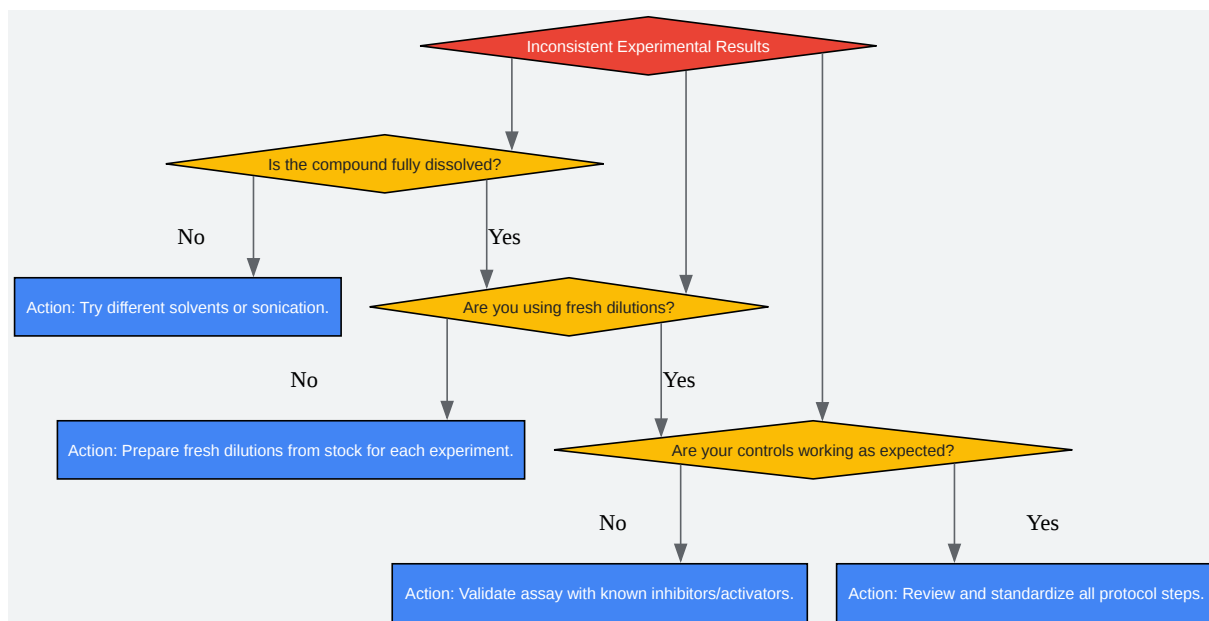 Inconsistent Experimental Results
Is the compound fully dissolved?
No
Yes
Action: Try different solvents or sonication.
Are you using fresh dilutions?
No
Yes
Action: Prepare fresh dilutions from stock for each experiment.
Are your controls working as expected?
No
Yes
Action: Validate assay with known inhibitors/activators.
Action: Review and standardize all protocol steps.